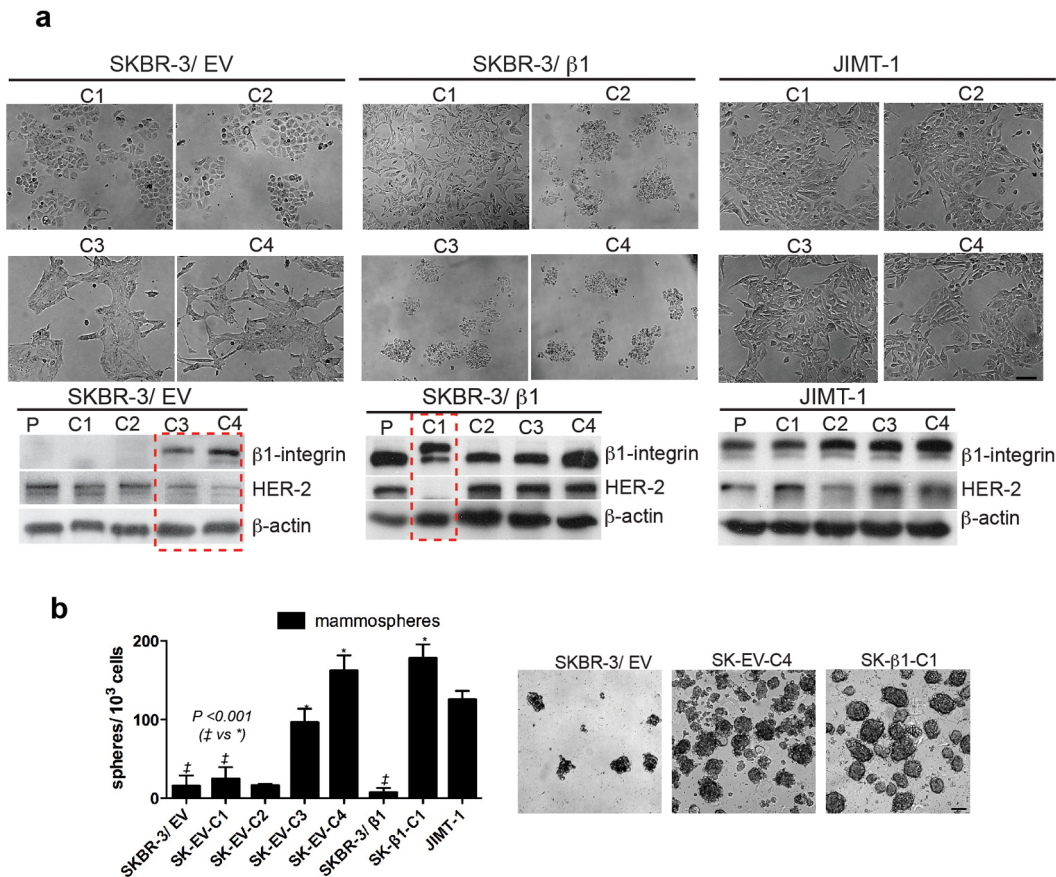 a
SKBR-3/ EV SKBR-3/ β1 JIMT-1
C1 C2 C1 C2 C1 C2
C3 C4 C3 C4 C3 C4
SKBR-3/ EV SKBR-3/ β1 JIMT-1
P C1 C2 C3 C4 P C1 C2 C3 C4 P C1 C2 C3 C4
β1-integrin β1-integrin β1-integrin
HER-2 HER-2 HER-2
β-actin β-actin β-actin
b
mammospheres
spheres/ 10³ cells
200
100
0
P <0.001
(‡ vs *)
‡ ‡ * * ‡ *
SKBR-3/ EV
SK-EV-C1
SK-EV-C2
SK-EV-C3
SK-EV-C4
SKBR-3/ β1
SK-β1-C1
JIMT-1
SKBR-3/ EV SK-EV-C4 SK-β1-C1